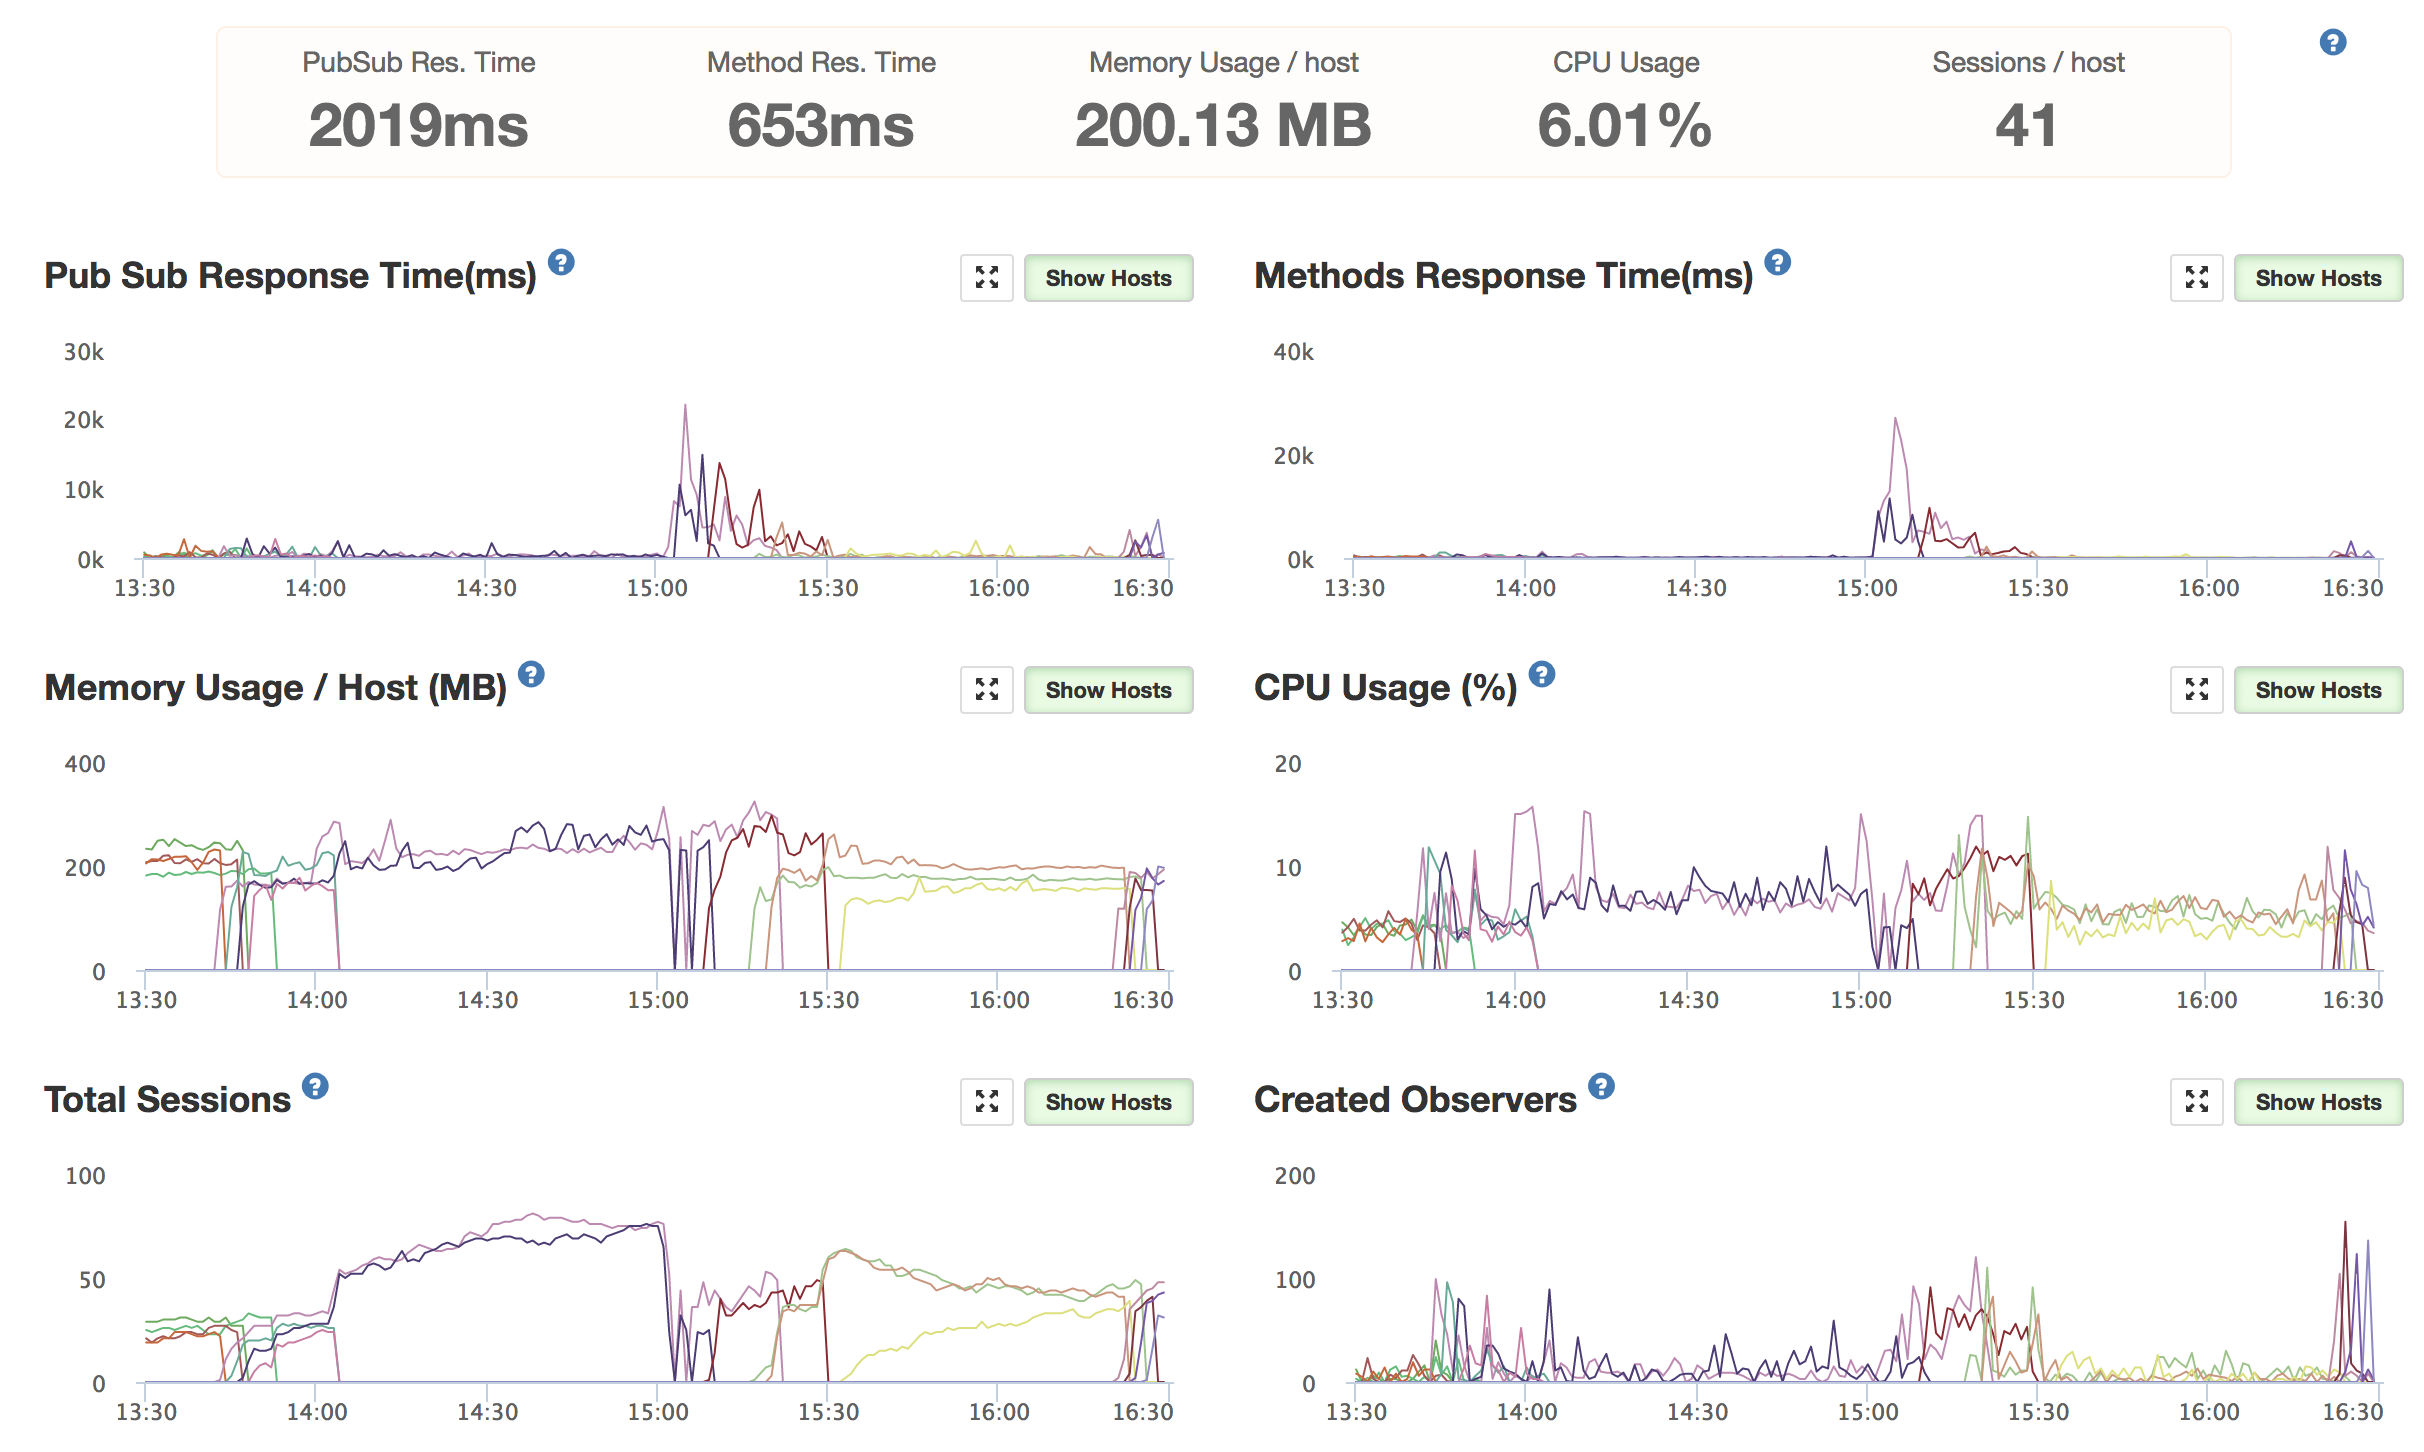 PubSub Res. Time Method Res. Time Memory Usage / host CPU Usage Sessions / host
2019ms 653ms 200.13 MB 6.01% 41
Pub Sub Response Time(ms) Show Hosts
30k
20k
10k
0k
13:30 14:00 14:30 15:00 15:30 16:00 16:30
Methods Response Time(ms) Show Hosts
40k
20k
0k
13:30 14:00 14:30 15:00 15:30 16:00 16:30
Memory Usage / Host (MB) Show Hosts
400
200
0
13:30 14:00 14:30 15:00 15:30 16:00 16:30
CPU Usage (%) Show Hosts
20
10
0
13:30 14:00 14:30 15:00 15:30 16:00 16:30
Total Sessions Show Hosts
100
50
0
13:30 14:00 14:30 15:00 15:30 16:00 16:30
Created Observers Show Hosts
200
100
0
13:30 14:00 14:30 15:00 15:30 16:00 16:30